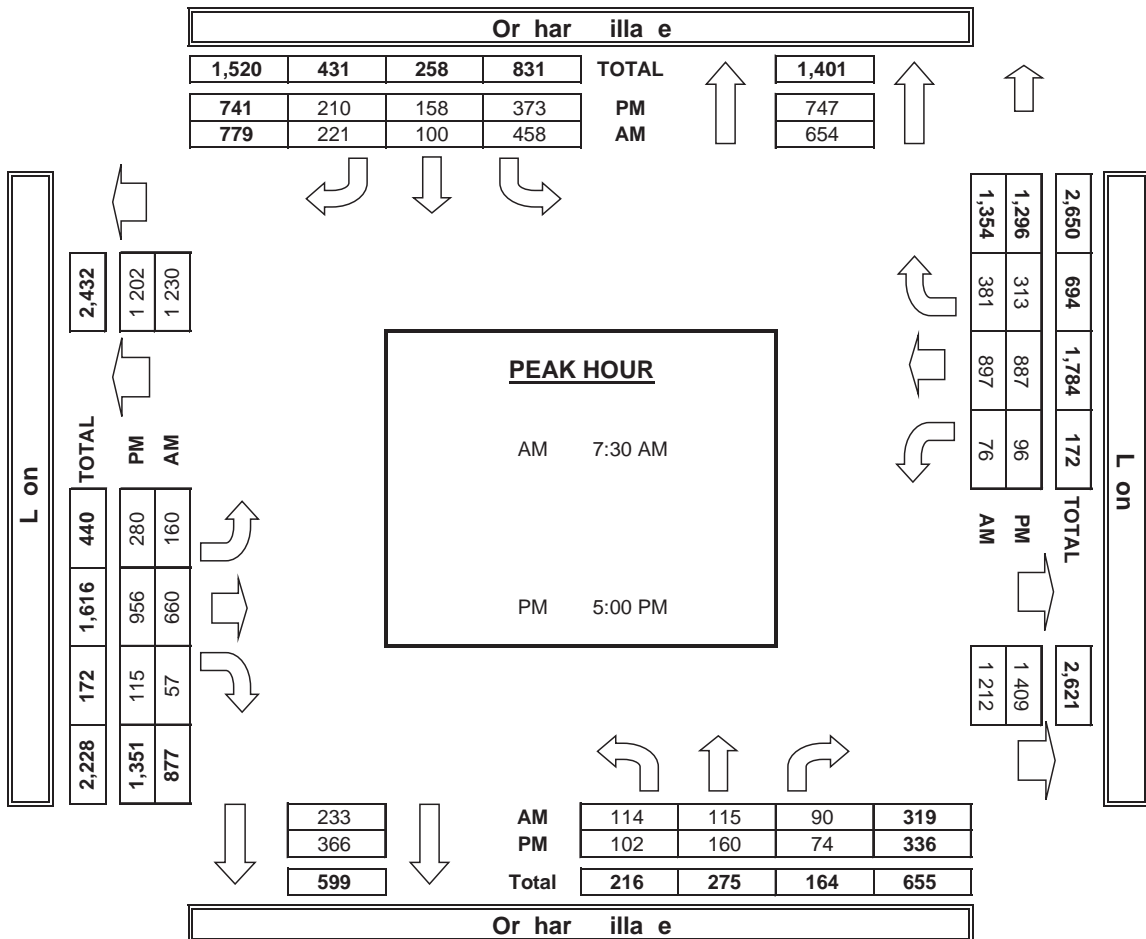 Or har illa e
1,520 431 258 831 TOTAL 1,401
741 210 158 373 PM 747
779 221 100 458 AM 654
L on
2,432
1 202
1 230
TOTAL
PM
AM
440 1,616 172 2,228
280 956 115 1,351
160 660 57 877
PEAK HOUR
AM 7:30 AM
PM 5:00 PM
2,650 694 1,784 172 TOTAL
1,296 313 887 96 PM
1,354 381 897 76 AM
2,621
1 409
1 212
L on
233 AM 114 115 90 319
366 PM 102 160 74 336
599 Total 216 275 164 655
Or har illa e